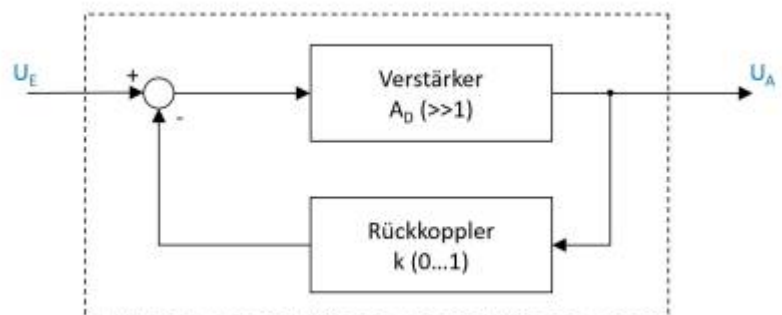 U_E
+
-
Verstärker
A_D (>>1)
U_A
Rückkoppler
k (0...1)